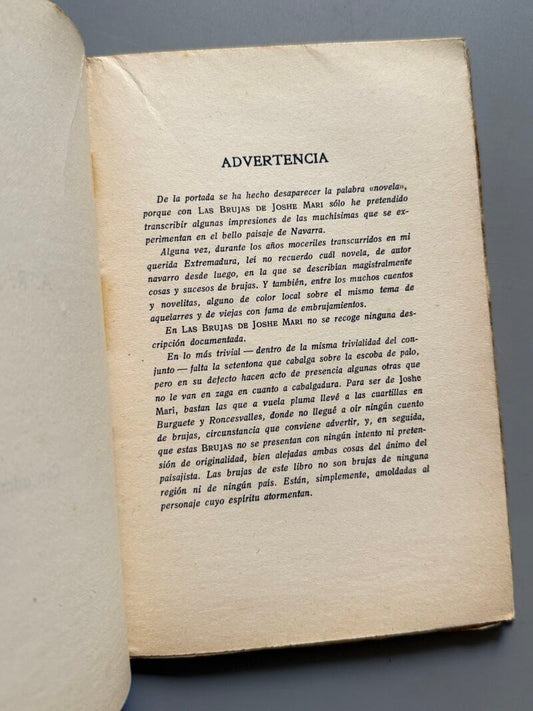 ADVERTENCIA
De la portada se ha hecho desaparecer la palabra «novela»,
porque con LAS BRUJAS DE JOSHE MARI sólo he pretendido
transcribir algunas impresiones de las muchísimas que se ex-
perimentan en el bello paisaje de Navarra.
Alguna vez, durante los años moceriles transcurridos en mi
querida Extremadura, leí no recuerdo cuál novela, de autor
navarro desde luego, en la que se describían magistralmente
cosas y sucesos de brujas. Y también, entre los muchos cuentos
y novelitas, alguno de color local sobre el mismo tema de
aquelarres y de viejas con fama de embrujamientos.
En LAS BRUJAS DE JOSHE MARI no se recoge ninguna des-
cripción documentada.
En lo más trivial — dentro de la misma trivialidad del con-
junto — falta la setentona que cabalga sobre la escoba de palo,
pero en su defecto hacen acto de presencia algunas otras que
no le van en zaga en cuanto a cabalgadura. Para ser de Joshe
Mari, bastan las que a vuela pluma llevé a las cuartillas en
Burguete y Roncesvalles, donde no llegué a oír ningún cuento
de brujas, circunstancia que conviene advertir, y, en seguida,
que estas BRUJAS no se presentan con ningún intento ni preten-
sión de originalidad, bien alejadas ambas cosas del ánimo del
paisajista. Las brujas de este libro no son brujas de ninguna
región ni de ningún país. Están, simplemente, amoldadas al
personaje cuyo espíritu atormentan.